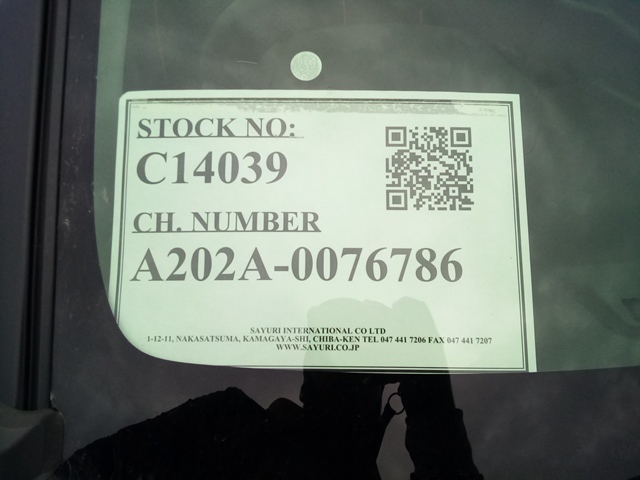 STOCK NO:
C14039
CH. NUMBER
A202A-0076786
SAYURI INTERNATIONAL CO LTD
1-12-11, NAKASATSUMA, KAMAGAYA-SHI, CHIBA-KEN TEL 047 441 7206 FAX 047 441 7207
WWW.SAYURI.CO.JP